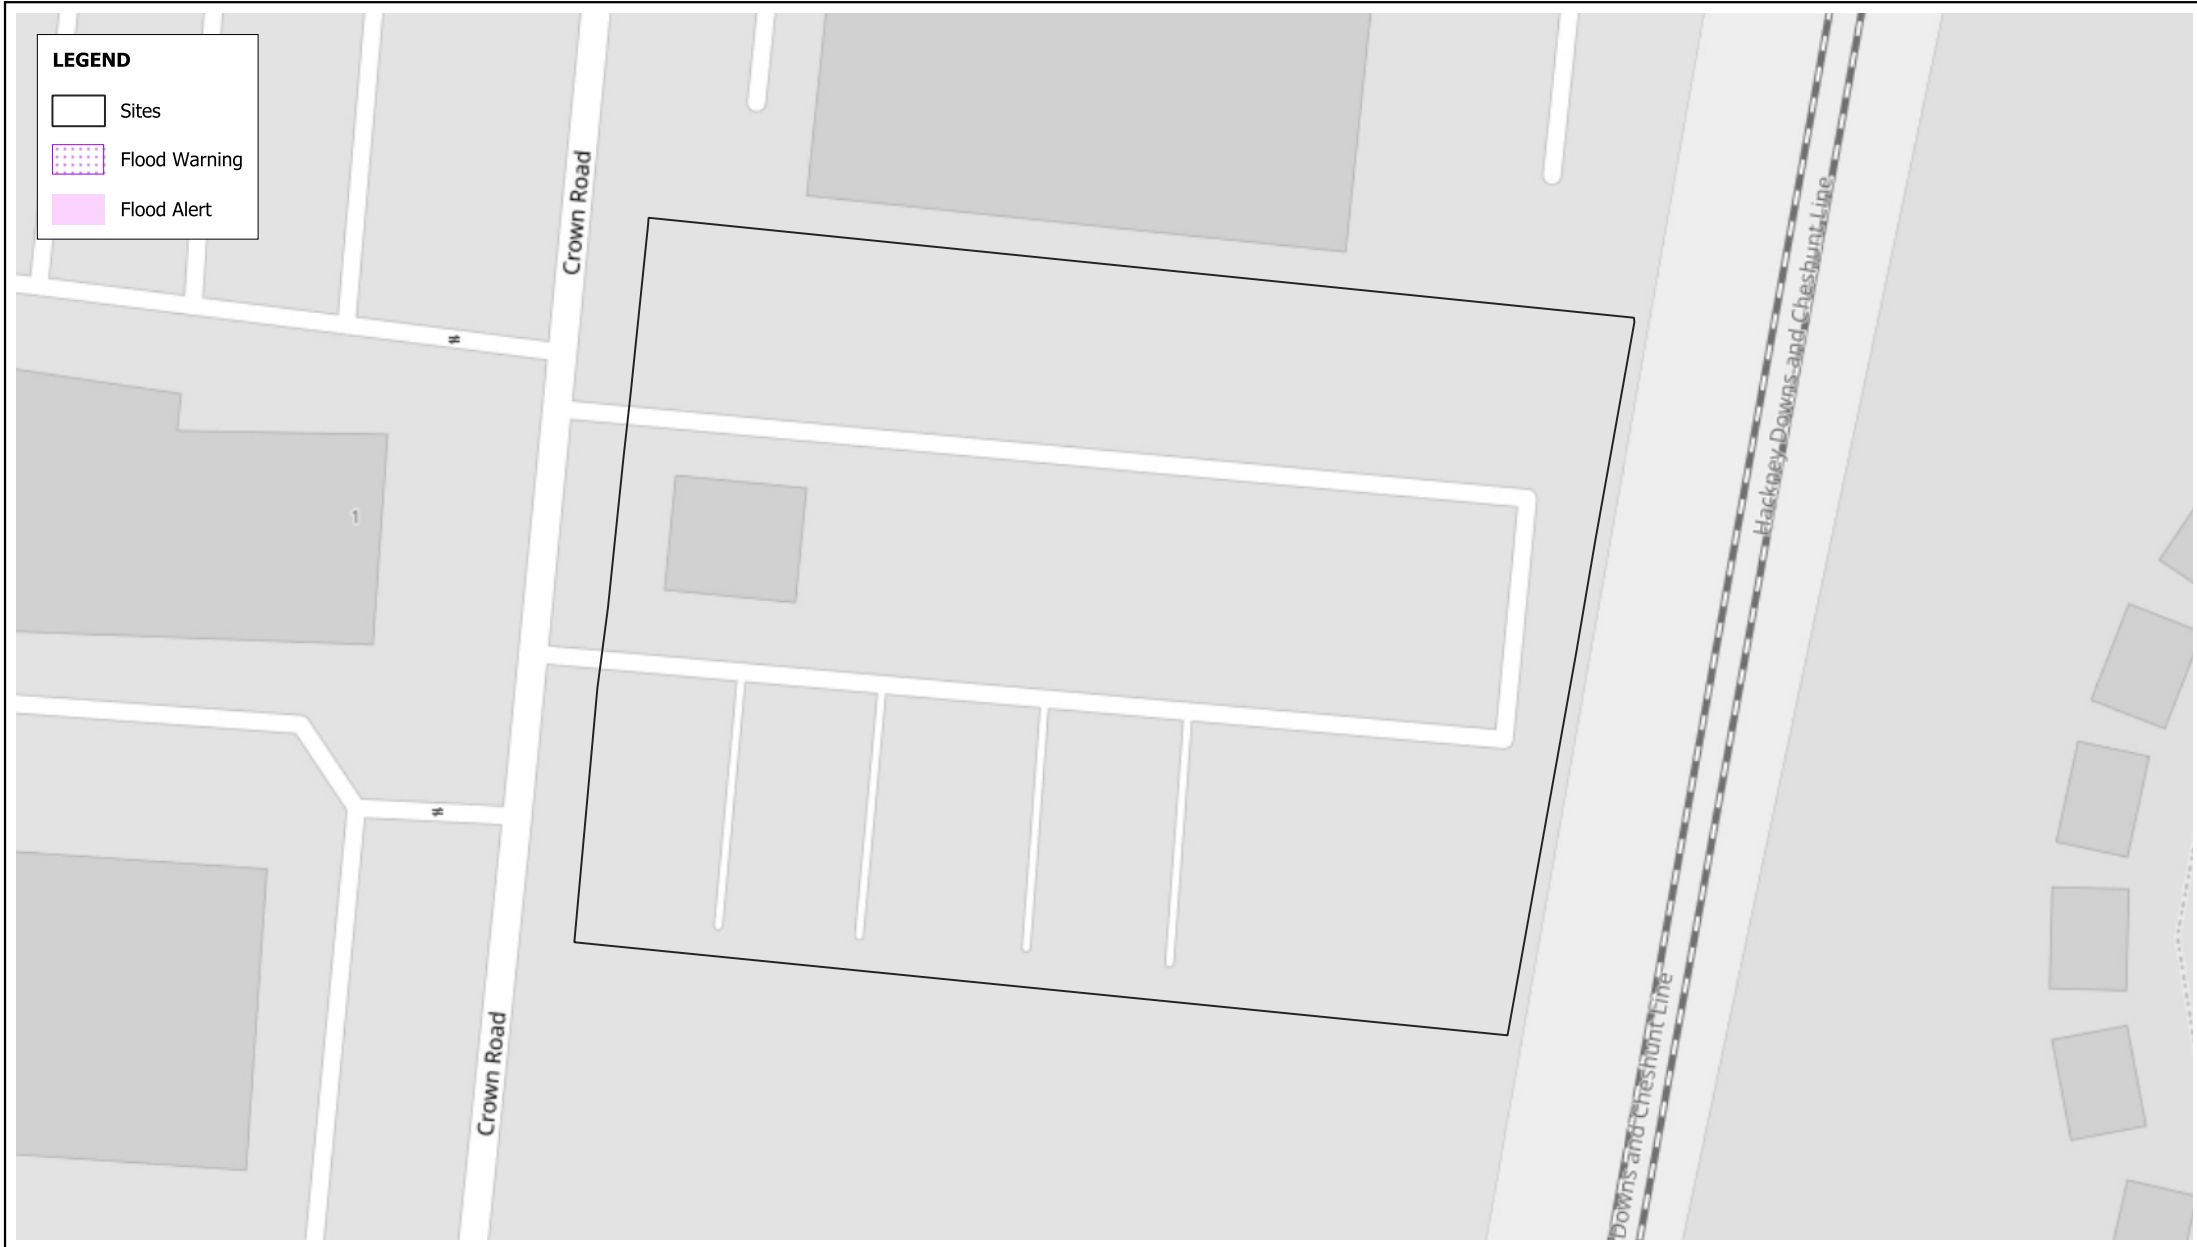 LEGEND
Sites
Flood Warning
Flood Alert
Crown Road
Hackney Downs and Cheshunt Line
1
Downs and Cheshunt Line
Crown Road